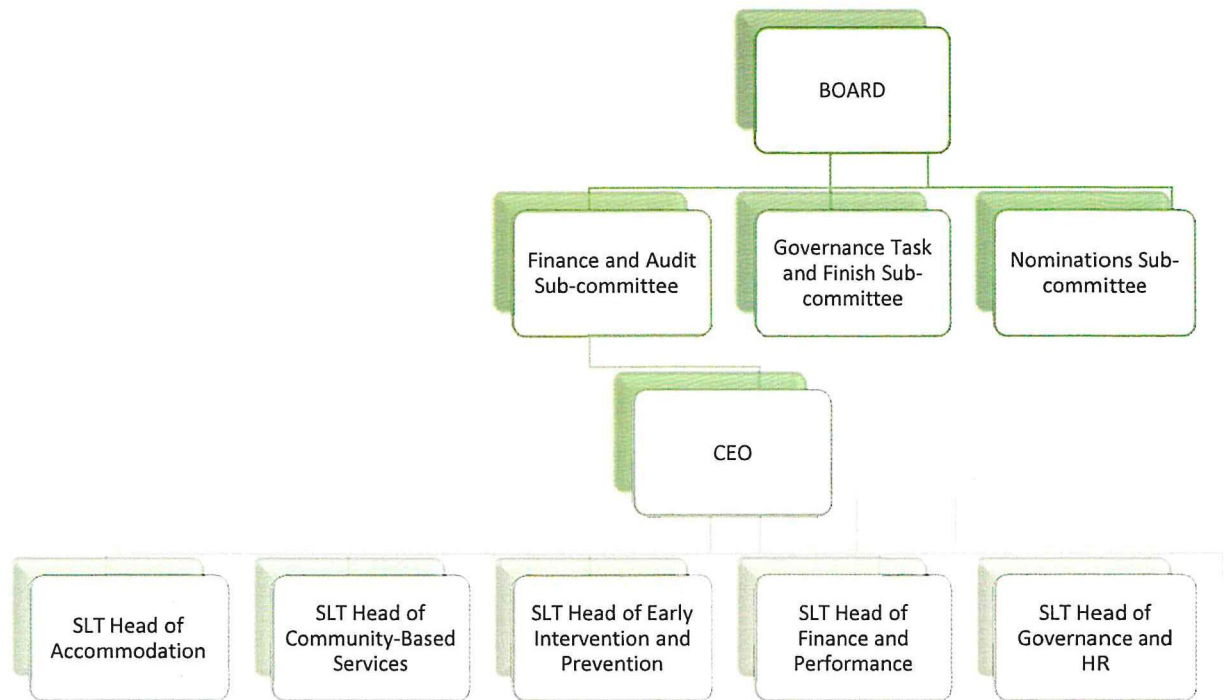 BOARD
Finance and Audit
Sub-committee
Governance Task
and Finish Sub-
committee
Nominations Sub-
committee
CEO
SLT Head of
Accommodation
SLT Head of
Community-Based
Services
SLT Head of Early
Intervention and
Prevention
SLT Head of
Finance and
Performance
SLT Head of
Governance and
HR